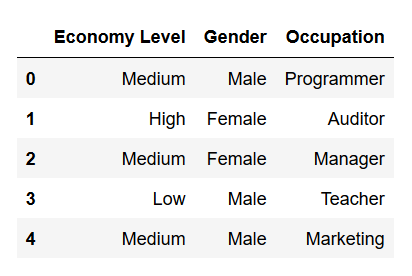 Economy Level Gender Occupation
0 Medium Male Programmer
1 High Female Auditor
2 Medium Female Manager
3 Low Male Teacher
4 Medium Male Marketing